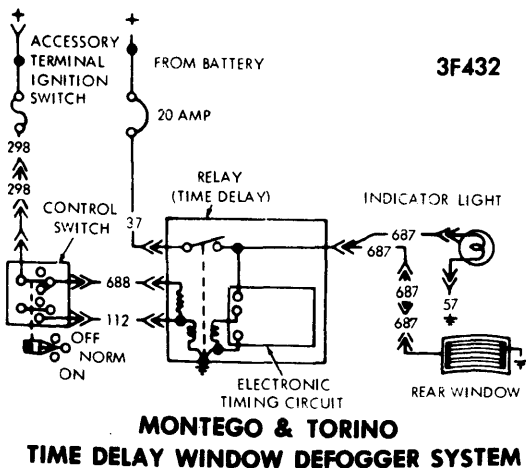 ACCESSORY
TERMINAL
IGNITION
SWITCH
FROM BATTERY
3F432
20 AMP
298
298
RELAY
(TIME DELAY)
INDICATOR LIGHT
CONTROL
SWITCH
37
687
687
688
687
57
112
687
OFF
NORM
ON
ELECTRONIC
TIMING CIRCUIT
REAR WINDOW
MONTEGO & TORINO
TIME DELAY WINDOW DEFOGGER SYSTEM